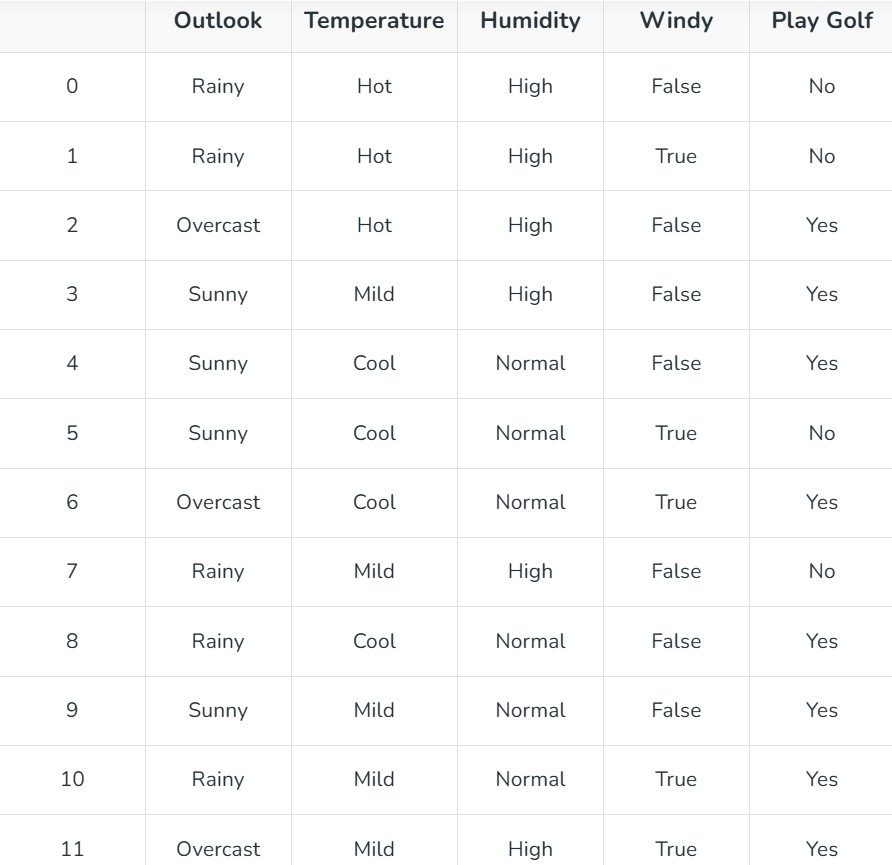 Outlook Temperature Humidity Windy Play Golf
0 Rainy Hot High False No
1 Rainy Hot High True No
2 Overcast Hot High False Yes
3 Sunny Mild High False Yes
4 Sunny Cool Normal False Yes
5 Sunny Cool Normal True No
6 Overcast Cool Normal True Yes
7 Rainy Mild High False No
8 Rainy Cool Normal False Yes
9 Sunny Mild Normal False Yes
10 Rainy Mild Normal True Yes
11 Overcast Mild High True Yes